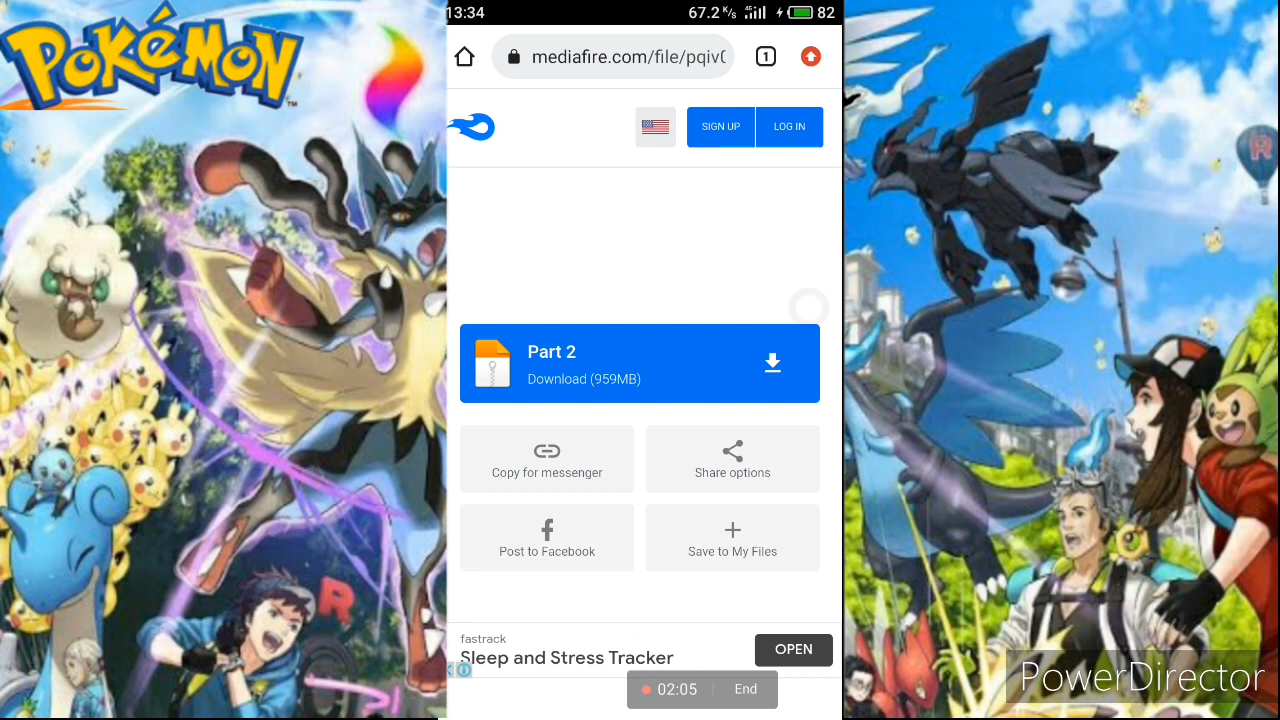 POKÉMON
TM
13:34
67.2 K/s 4G 82
mediafire.com/file/pqiv
1
SIGN UP
LOG IN
Part 2
Download (959MB)
Copy for messenger
Share options
Post to Facebook
Save to My Files
fastrack
Sleep and Stress Tracker
OPEN
02:05
End
R
R
PowerDirector